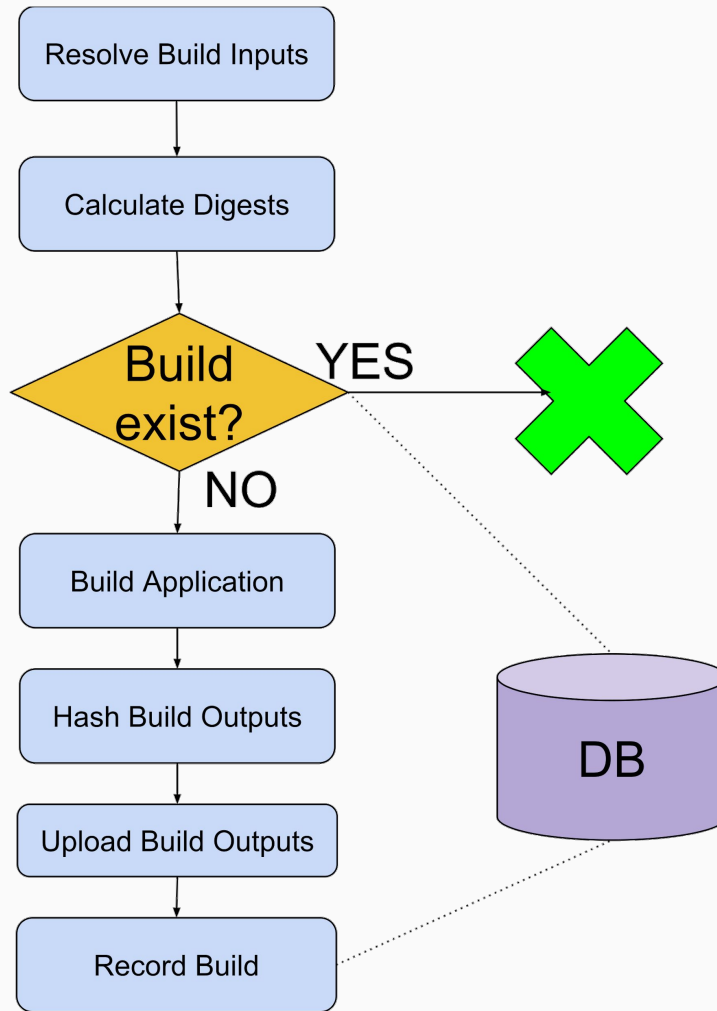 Resolve Build Inputs
Calculate Digests
Build
exist?
YES
NO
Build Application
Hash Build Outputs
DB
Upload Build Outputs
Record Build